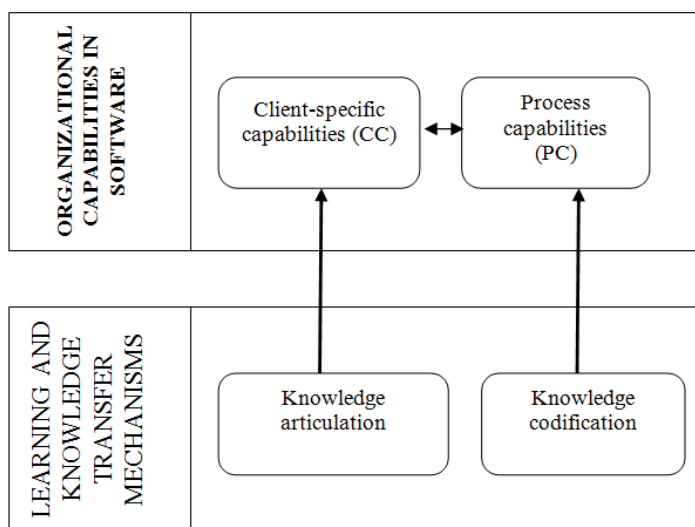 ORGANIZATIONAL
CAPABILITIES IN
SOFTWARE
Client-specific
capabilities (CC)
Process
capabilities
(PC)
LEARNING AND
KNOWLEDGE
TRANSFER
MECHANISMS
Knowledge
articulation
Knowledge
codification